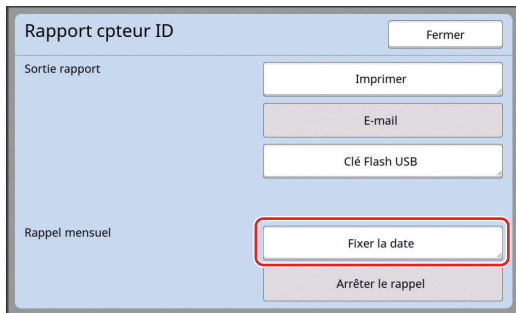 Rapport cpteur ID
Fermer
Sortie rapport
Imprimer
E-mail
Clé Flash USB
Rappel mensuel
Fixer la date
Arrêter le rappel